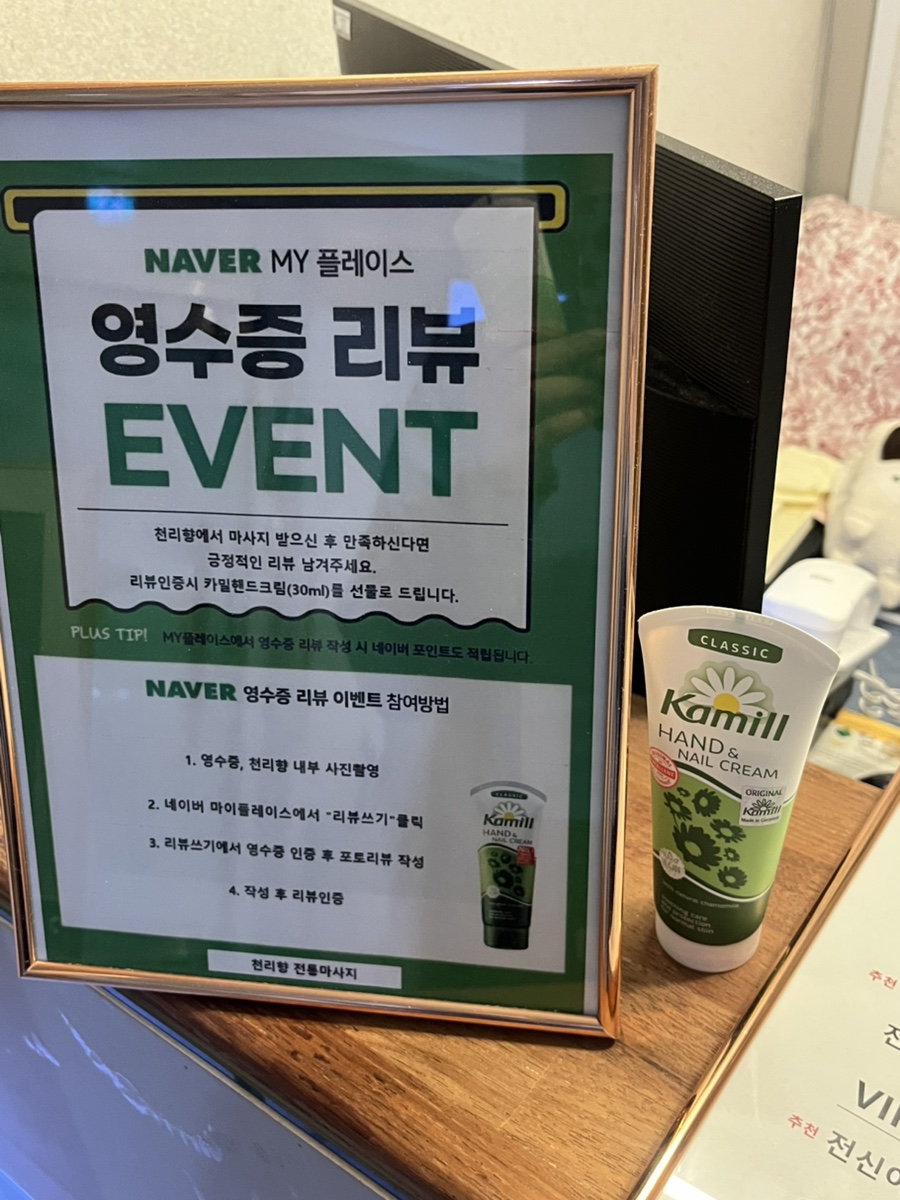 NAVER MY 플레이스
영수증 리뷰
EVENT
천리향에서 마사지 받으신 후 만족하신다면
긍정적인 리뷰 남겨주세요.
리뷰인증시 카밀핸드크림(30ml)를 선물로 드립니다.
PLUS TIP! MY플레이스에서 영수증 리뷰 작성 시 네이버 포인트도 적립됩니다.
NAVER 영수증 리뷰 이벤트 참여방법
1. 영수증, 천리향 내부 사진촬영
2. 네이버 마이플레이스에서 "리뷰쓰기"클릭
3. 리뷰쓰기에서 영수증 인증 후 포토리뷰 작성
4. 작성 후 리뷰인증
CLASSIC
Kamill
HAND &
NAIL CREAM
천리향 전통마사지
CLASSIC
Kamill
HAND &
NAIL CREAM
ORIGINAL
Kamill
추천
추천